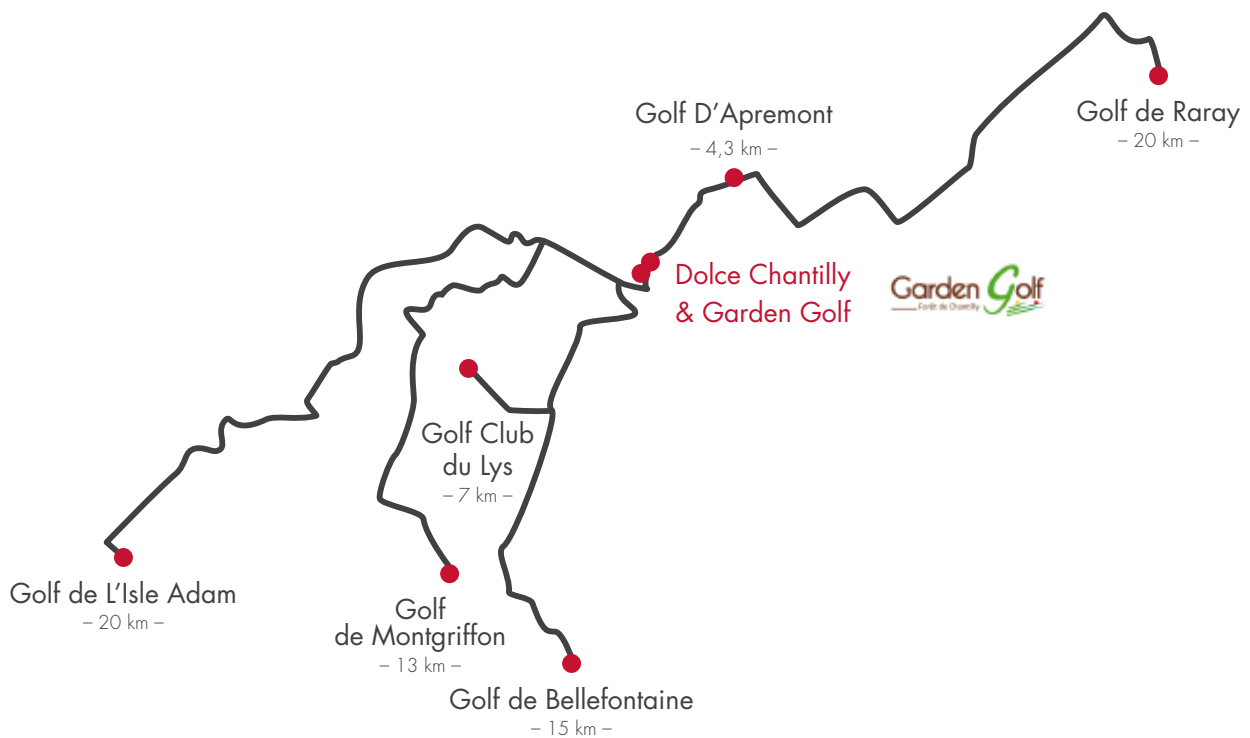 Golf D'Apremont
– 4,3 km –
Golf de Raray
– 20 km –
Dolce Chantilly
& Garden Golf
Garden Golf
Forêt de Chantilly
Golf Club
du Lys
– 7 km –
Golf de L'Isle Adam
– 20 km –
Golf
de Montgriffon
– 13 km –
Golf de Bellefontaine
– 15 km –